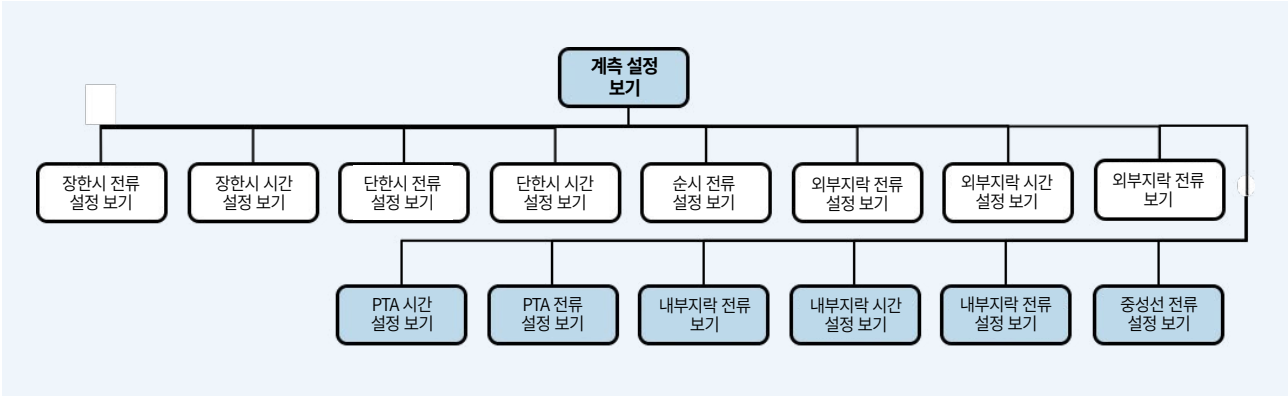 계측 설정
보기
장한시 전류
설정 보기
장한시 시간
설정 보기
단한시 전류
설정 보기
단한시 시간
설정 보기
순시 전류
설정 보기
외부지락 전류
설정 보기
외부지락 시간
설정 보기
외부지락 전류
보기
PTA 시간
설정 보기
PTA 전류
설정 보기
내부지락 전류
보기
내부지락 시간
설정 보기
내부지락 전류
설정 보기
중성선 전류
설정 보기